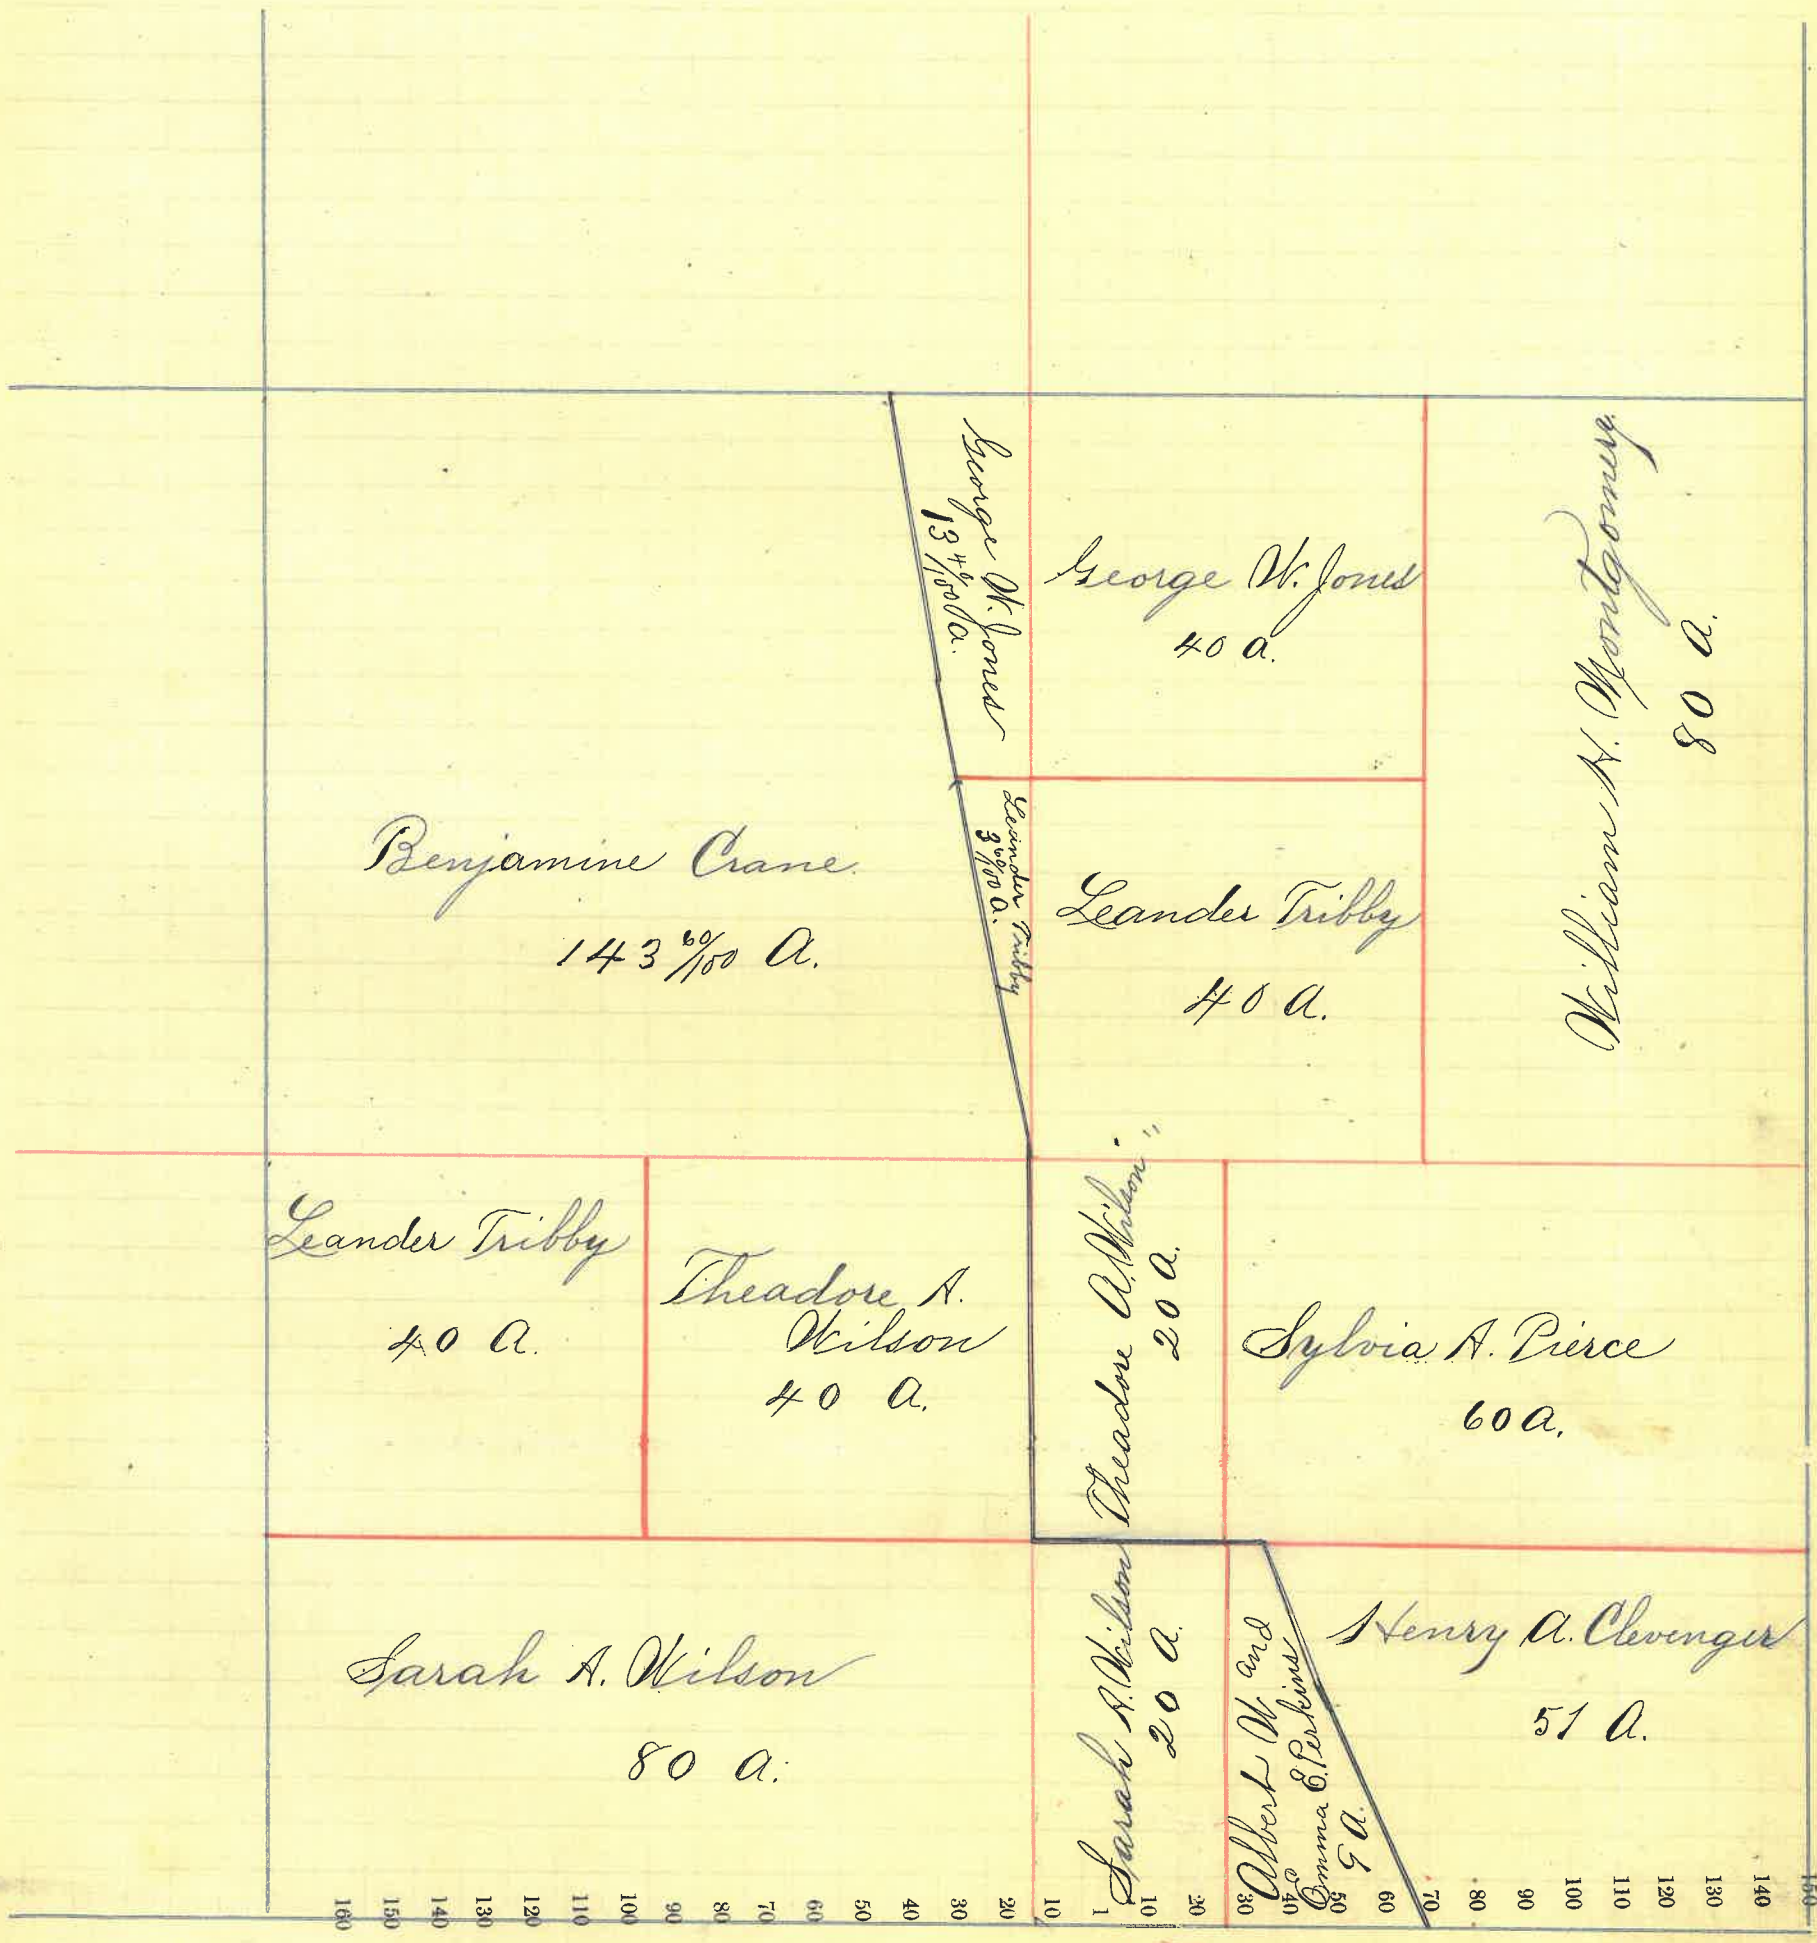 George W. Jones
13 40/100 a.
George W. Jones
40 a.
William H. Montgomery
80 a.
Benjamine Crane.
143 60/100 A.
Leander Tribby
3 60/100 a.
Leander Tribby
40 A.
Leander Tribby
40 A.
Theadore A.
Wilson
40 A.
Theadore A. Wilson
20 a.
Sylvia A. Pierce
60 A.
Sarah A. Wilson
80 A.
Sarah A. Wilson
20 a.
Albert W and
Emma E. Perkins
9 a.
Henry A. Clevenger
51 A.
160 150 140 130 120 110 100 90 80 70 60 50 40 30 20 10 1 10 20 30 40 50 60 70 80 90 100 110 120 130 140